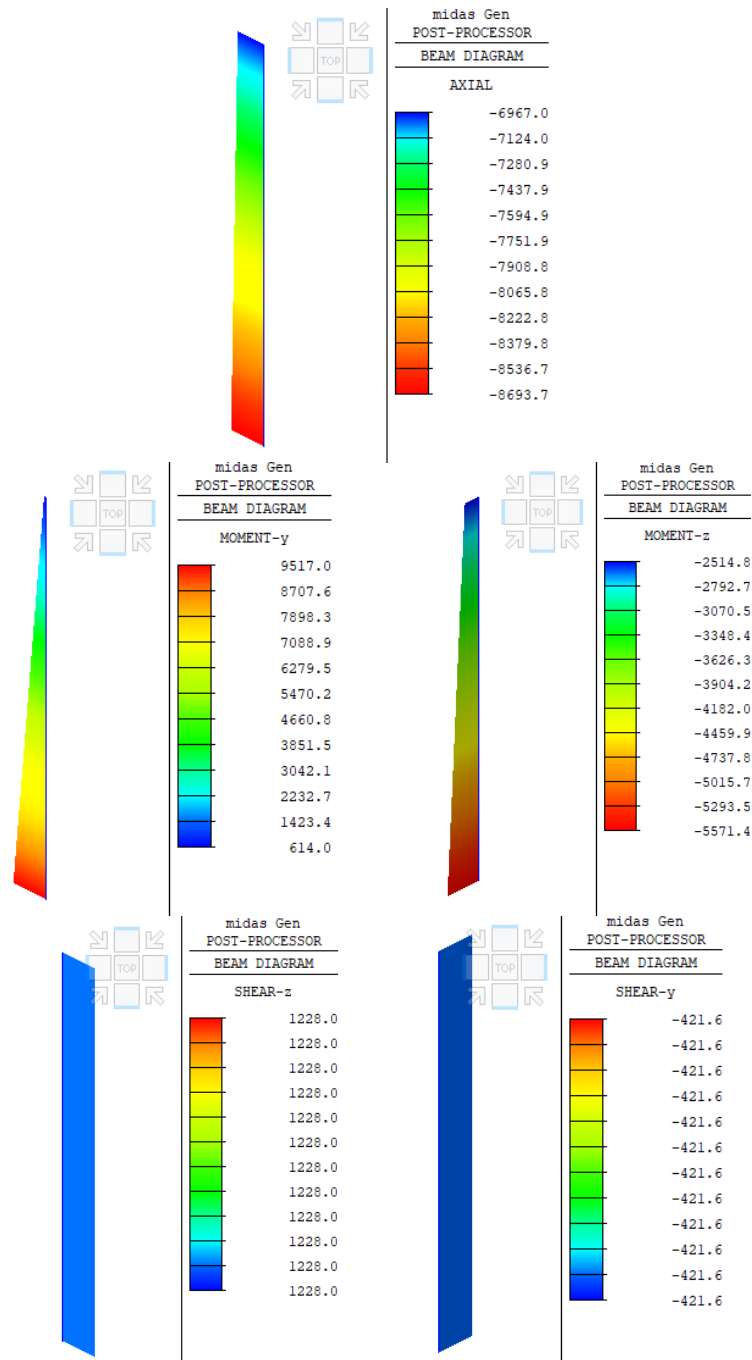 midas Gen
POST-PROCESSOR
BEAM DIAGRAM
AXIAL
TOP
-6967.0
-7124.0
-7280.9
-7437.9
-7594.9
-7751.9
-7908.8
-8065.8
-8222.8
-8379.8
-8536.7
-8693.7
midas Gen
POST-PROCESSOR
BEAM DIAGRAM
MOMENT-y
TOP
9517.0
8707.6
7898.3
7088.9
6279.5
5470.2
4660.8
3851.5
3042.1
2232.7
1423.4
614.0
midas Gen
POST-PROCESSOR
BEAM DIAGRAM
MOMENT-z
TOP
-2514.8
-2792.7
-3070.5
-3348.4
-3626.3
-3904.2
-4182.0
-4459.9
-4737.8
-5015.7
-5293.5
-5571.4
midas Gen
POST-PROCESSOR
BEAM DIAGRAM
SHEAR-z
TOP
1228.0
1228.0
1228.0
1228.0
1228.0
1228.0
1228.0
1228.0
1228.0
1228.0
1228.0
1228.0
midas Gen
POST-PROCESSOR
BEAM DIAGRAM
SHEAR-y
TOP
-421.6
-421.6
-421.6
-421.6
-421.6
-421.6
-421.6
-421.6
-421.6
-421.6
-421.6
-421.6